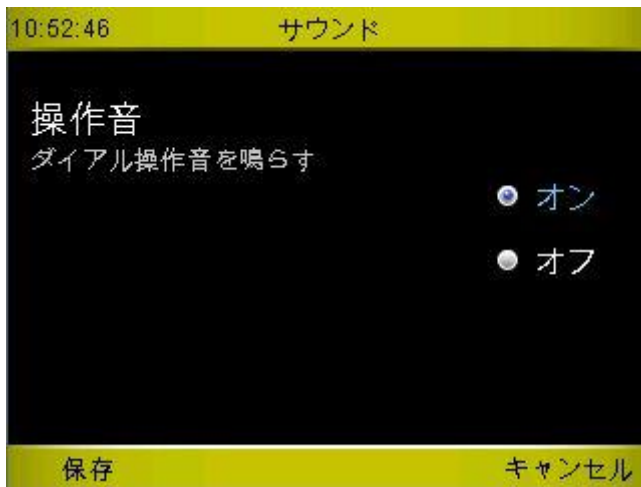 10:52:46 サウンド
操作音
ダイアル操作音を鳴らす
オン
オフ
保存 キャンセル